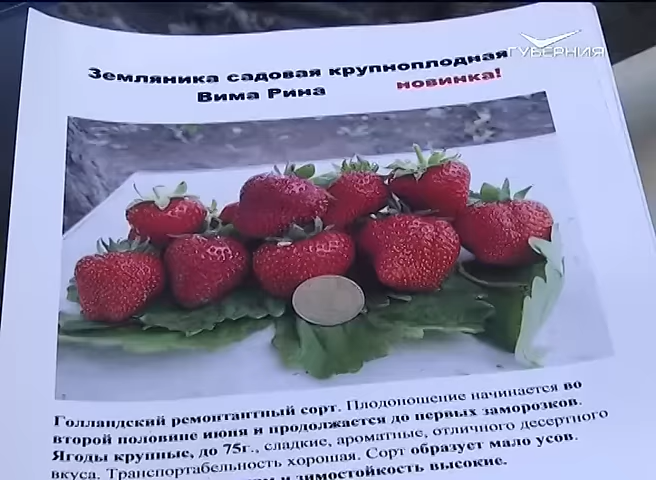 ГУБЕРНИЯ
Земляника садовая крупноплодная
Вима Рина новинка!
Голландский ремонтантный сорт. Плодоношение начинается во
второй половине июня и продолжается до первых заморозков.
Ягоды крупные, до 75г., сладкие, ароматные, отличного десертного
вкуса. Транспортабельность хорошая. Сорт образует мало усов.
и зимостойкость высокие.